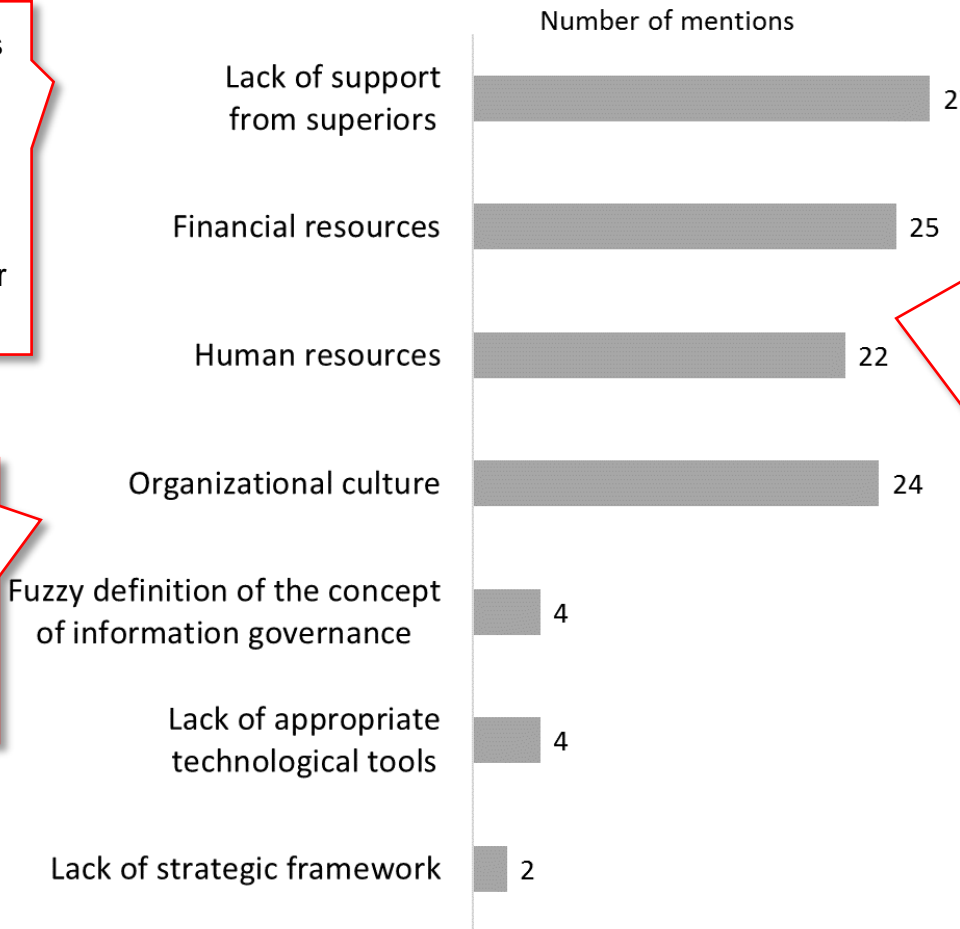 Number of mentions
s
Lack of support
from superiors
2
Financial resources
25
r
Human resources
22
Organizational culture
24
Fuzzy definition of the concept
of information governance
4
Lack of appropriate
technological tools
4
Lack of strategic framework
2